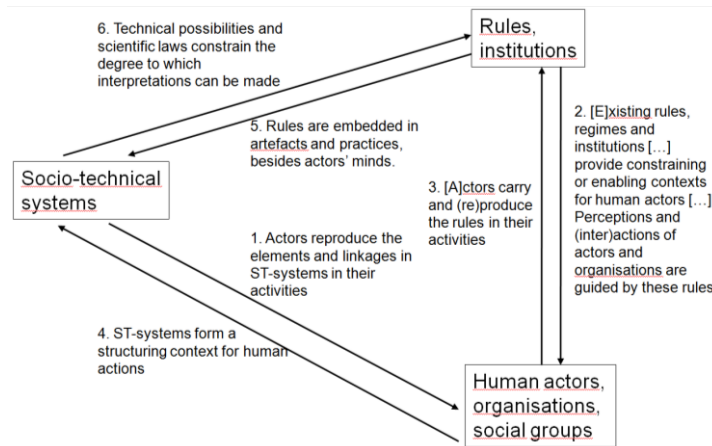 6. Technical possibilities and
scientific laws constrain the
degree to which
interpretations can be made
Rules,
institutions
5. Rules are embedded in
artefacts and practices,
besides actors’ minds.
2. [E]xisting rules,
regimes and
institutions […]
provide constraining
or enabling contexts
for human actors […]
Perceptions and
(inter)actions of
actors and
organisations are
guided by these rules
Socio-technical
systems
3. [A]ctors carry
and (re)produce
the rules in their
activities
1. Actors reproduce the
elements and linkages in
ST-systems in their
activities
4. ST-systems form a
structuring context for human
actions
Human actors,
organisations,
social groups